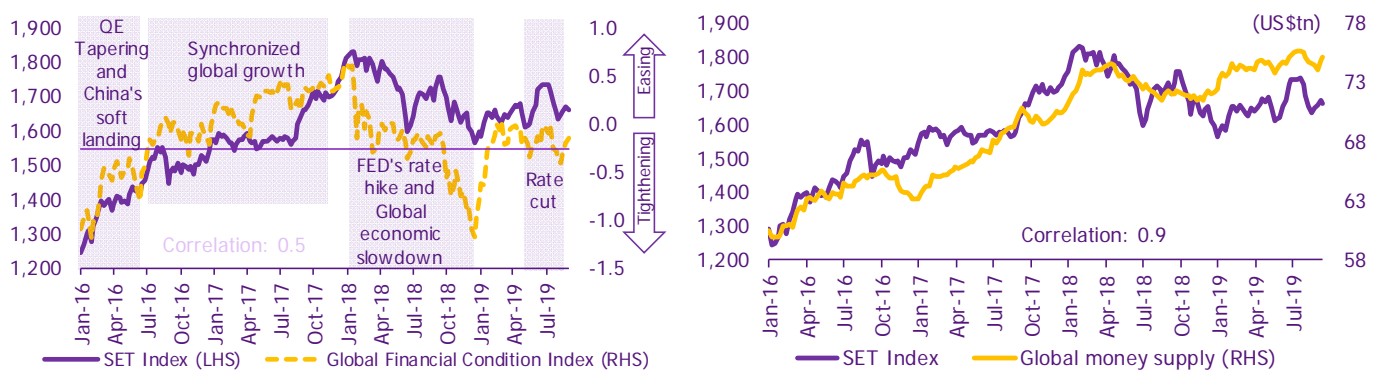 1,900
1,800
1,700
1,600
1,500
1,400
1,300
1,200
QE
Tapering
and
China's
soft
landing
Synchronized
global growth
FED's rate
hike and
Global
economic
slowdown
Rate
cut
Correlation: 0.5
1.0
0.5
0.0
-0.5
-1.0
-1.5
Easing
Tighhtening
Jan-16
Apr-16
Jul-16
Oct-16
Jan-17
Apr-17
Jul-17
Oct-17
Jan-18
Apr-18
Jul-18
Oct-18
Jan-19
Apr-19
Jul-19
SET Index (LHS)
Global Financial Condition Index (RHS)
1,900
1,800
1,700
1,600
1,500
1,400
1,300
1,200
(US$tn)
78
73
68
63
58
Correlation: 0.9
Jan-16
Apr-16
Jul-16
Oct-16
Jan-17
Apr-17
Jul-17
Oct-17
Jan-18
Apr-18
Jul-18
Oct-18
Jan-19
Apr-19
Jul-19
SET Index
Global money supply (RHS)